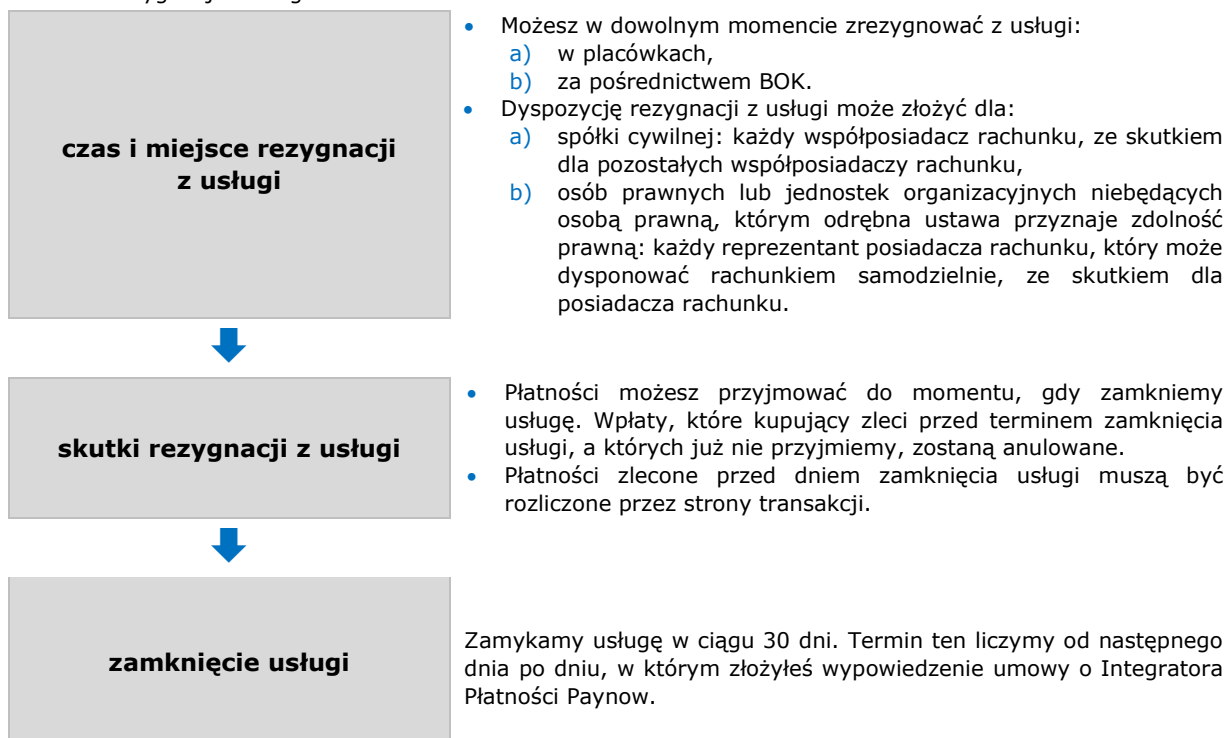 czas i miejsce rezygnacji
z usługi
• Możesz w dowolnym momencie zrezygnować z usługi:
a) w placówkach,
b) za pośrednictwem BOK.
• Dyspozycję rezygnacji z usługi może złożyć dla:
a) spółki cywilnej: każdy współposiadacz rachunku, ze skutkiem
dla pozostałych współposiadaczy rachunku,
b) osób prawnych lub jednostek organizacyjnych niebędących
osobą prawną, którym odrębna ustawa przyznaje zdolność
prawną: każdy reprezentant posiadacza rachunku, który może
dysponować rachunkiem samodzielnie, ze skutkiem dla
posiadacza rachunku.
skutki rezygnacji z usługi
• Płatności możesz przyjmować do momentu, gdy zamkniemy
usługę. Wpłaty, które kupujący zleci przed terminem zamknięcia
usługi, a których już nie przyjmiemy, zostaną anulowane.
• Płatności zlecone przed dniem zamknięcia usługi muszą być
rozliczone przez strony transakcji.
zamknięcie usługi
Zamykamy usługę w ciągu 30 dni. Termin ten liczymy od następnego
dnia po dniu, w którym złożyłeś wypowiedzenie umowy o Integratora
Płatności Paynow.